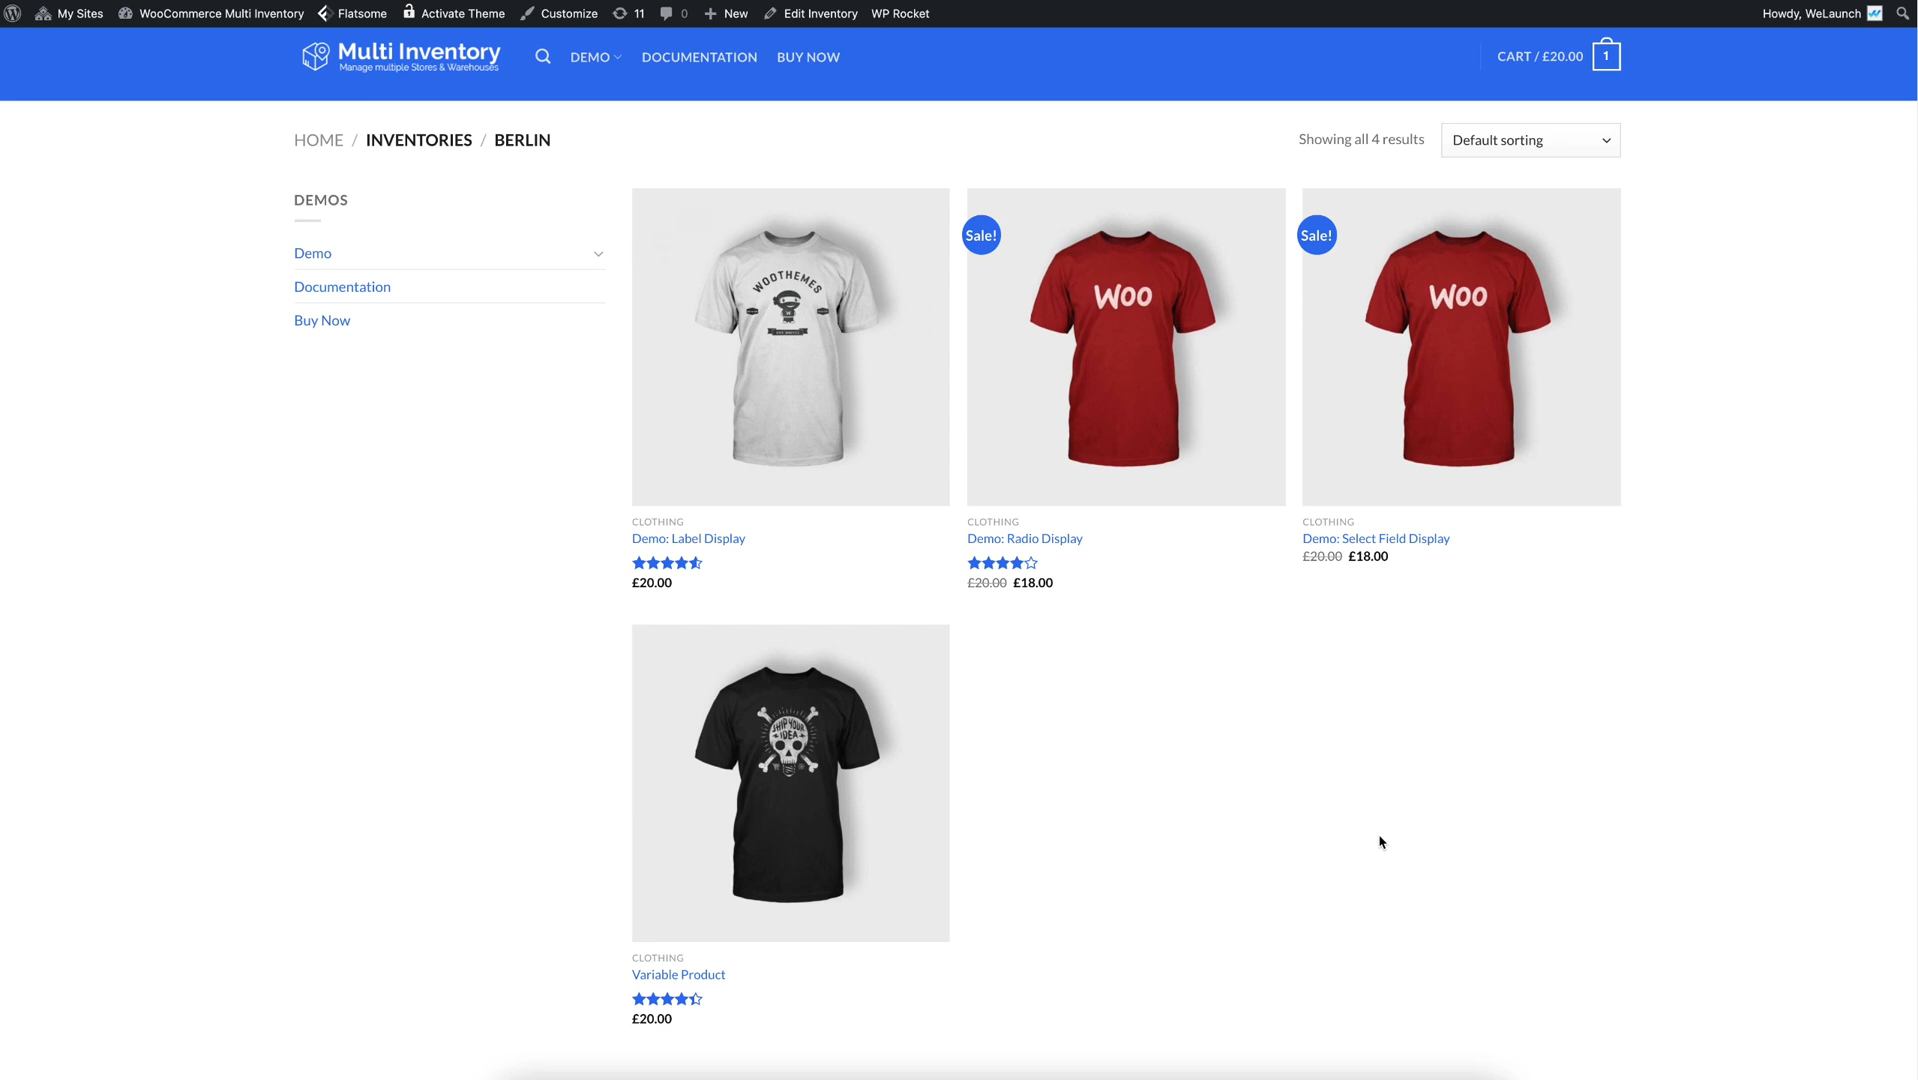 My Sites WooCommerce Multi Inventory Flatsome Activate Theme Customize 11 0 New Edit Inventory WP Rocket Howdy, WeLaunch
Multi Inventory
Manage multiple Stores & Warehouses
DEMO DOCUMENTATION BUY NOW CART / £20.00 1
HOME / INVENTORIES / BERLIN
Showing all 4 results Default sorting
DEMOS
Demo
Documentation
Buy Now
WOOTHEMES
Sale!
WOO
Sale!
WOO
CLOTHING
Demo: Label Display
£20.00
CLOTHING
Demo: Radio Display
£20.00 £18.00
CLOTHING
Demo: Select Field Display
£20.00 £18.00
SHIP YOUR
IDEA
CLOTHING
Variable Product
£20.00